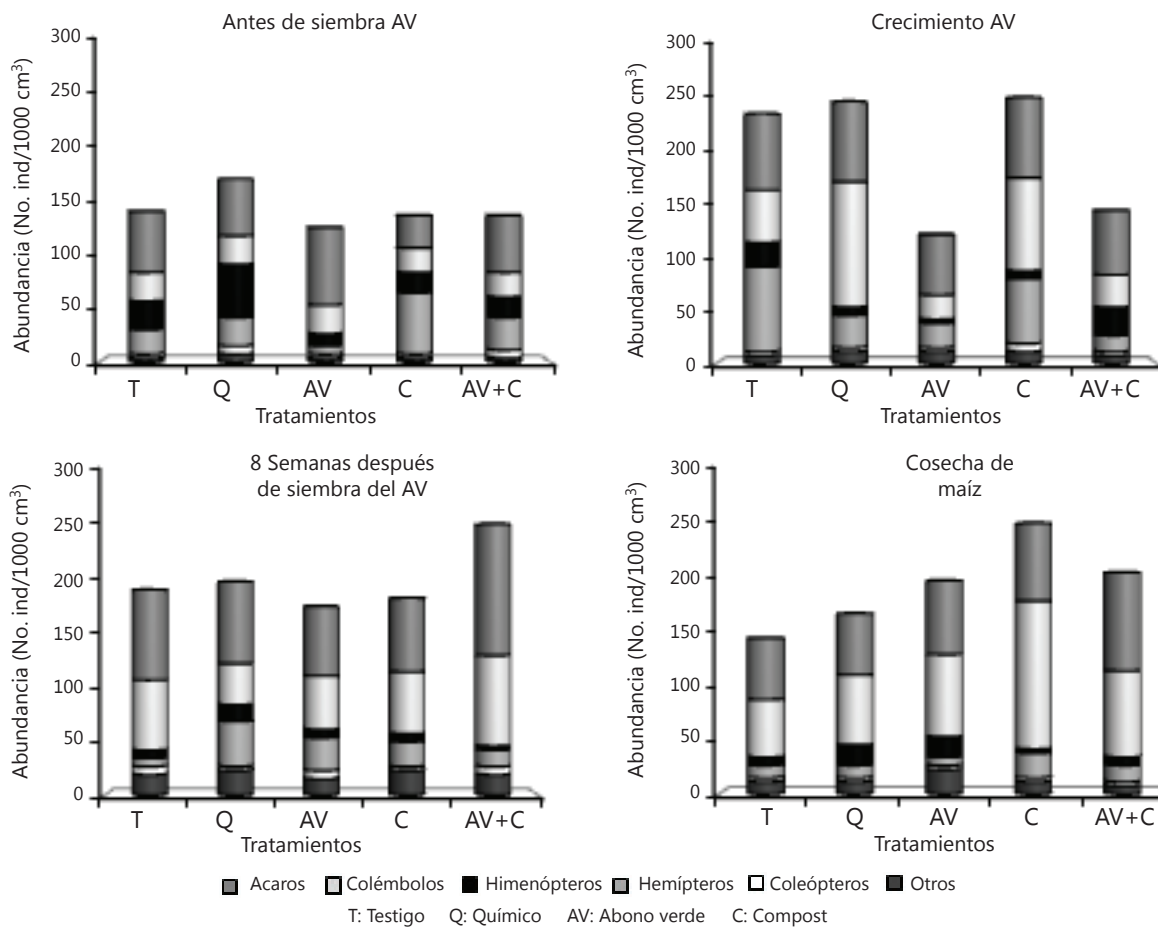 Antes de siembra AV
Abundancia (No. ind/1000 cm³)
300
250
200
150
100
50
0
T Q AV C AV+C
Tratamientos
Crecimiento AV
Abundancia (No. ind/1000 cm³)
300
250
200
150
100
50
0
T Q AV C AV+C
Tratamientos
8 Semanas después
de siembra del AV
Abundancia (No. ind/1000 cm³)
300
250
200
150
100
50
0
T Q AV C AV+C
Tratamientos
Cosecha de
maíz
Abundancia (No. ind/1000 cm³)
300
250
200
150
100
50
0
T Q AV C AV+C
Tratamientos
Acaros Colémbolos Himenópteros Hemípteros Coleópteros Otros
T: Testigo Q: Químico AV: Abono verde C: Compost